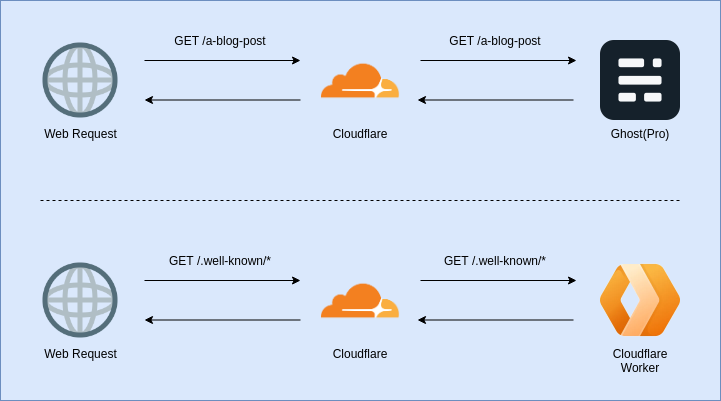 GET /a-blog-post
GET /a-blog-post
Web Request
Cloudflare
Ghost(Pro)
GET /.well-known/*
GET /.well-known/*
Web Request
Cloudflare
Cloudflare
Worker